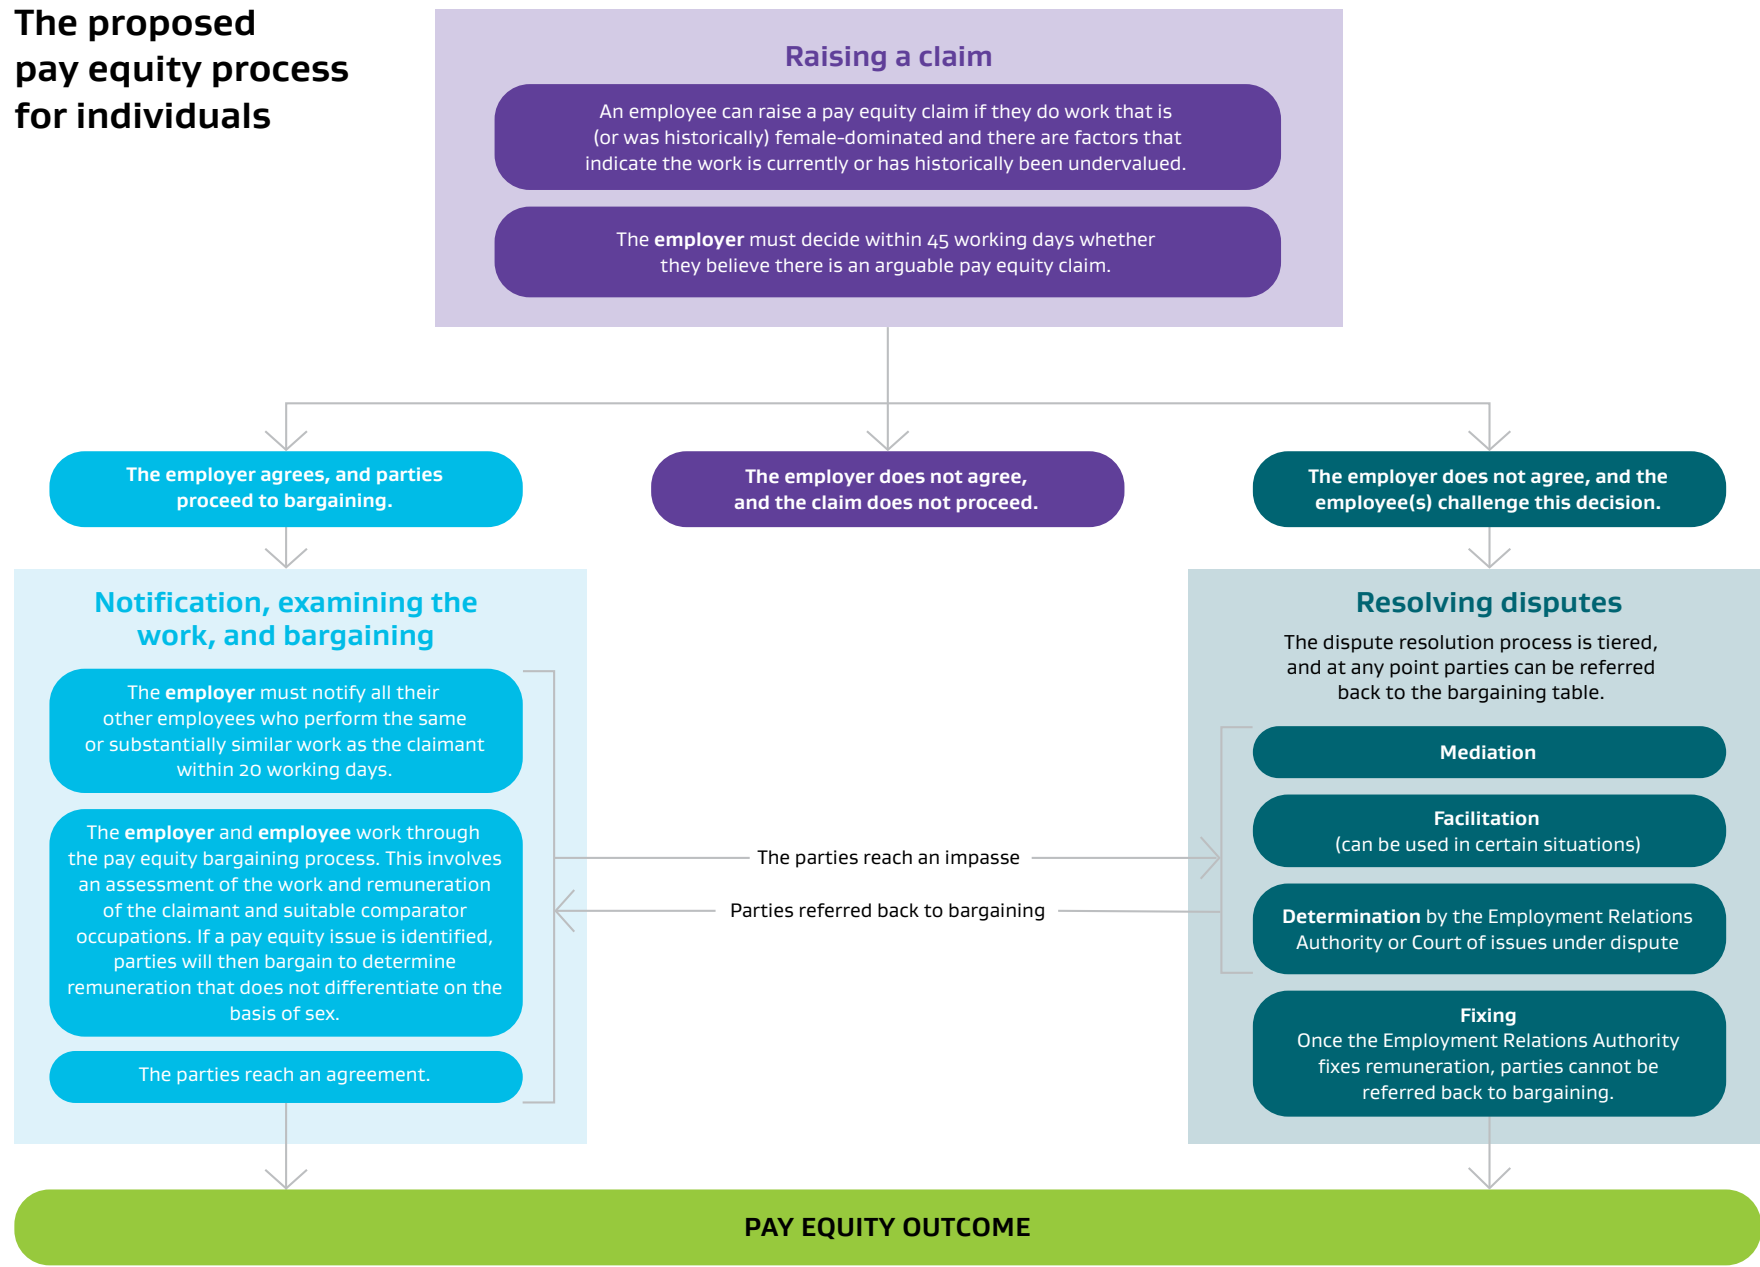 The proposed
pay equity process
for individuals
Raising a claim
An employee can raise a pay equity claim if they do work that is
(or was historically) female-dominated and there are factors that
indicate the work is currently or has historically been undervalued.
The employer must decide within 45 working days whether
they believe there is an arguable pay equity claim.
The employer agrees, and parties
proceed to bargaining.
The employer does not agree,
and the claim does not proceed.
The employer does not agree, and the
employee(s) challenge this decision.
Notification, examining the
work, and bargaining
The employer must notify all their
other employees who perform the same
or substantially similar work as the claimant
within 20 working days.
The employer and employee work through
the pay equity bargaining process. This involves
an assessment of the work and remuneration
of the claimant and suitable comparator
occupations. If a pay equity issue is identified,
parties will then bargain to determine
remuneration that does not differentiate on the
basis of sex.
The parties reach an agreement.
The parties reach an impasse
Parties referred back to bargaining
Resolving disputes
The dispute resolution process is tiered,
and at any point parties can be referred
back to the bargaining table.
Mediation
Facilitation
(can be used in certain situations)
Determination by the Employment Relations
Authority or Court of issues under dispute
Fixing
Once the Employment Relations Authority
fixes remuneration, parties cannot be
referred back to bargaining.
PAY EQUITY OUTCOME